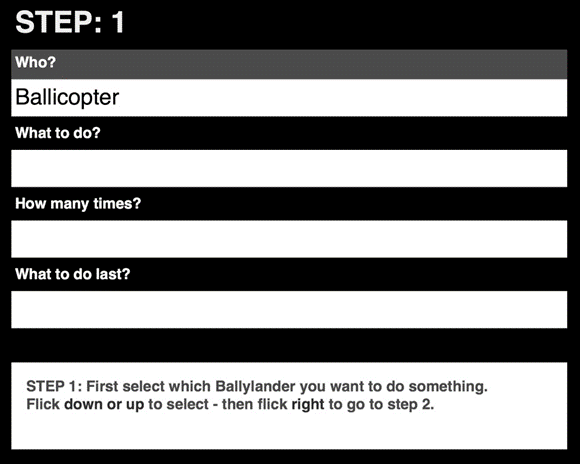 STEP: 1
Who?
Ballicopter
What to do?
How many times?
What to do last?
STEP 1: First select which Ballylander you want to do something.
Flick down or up to select - then flick right to go to step 2.